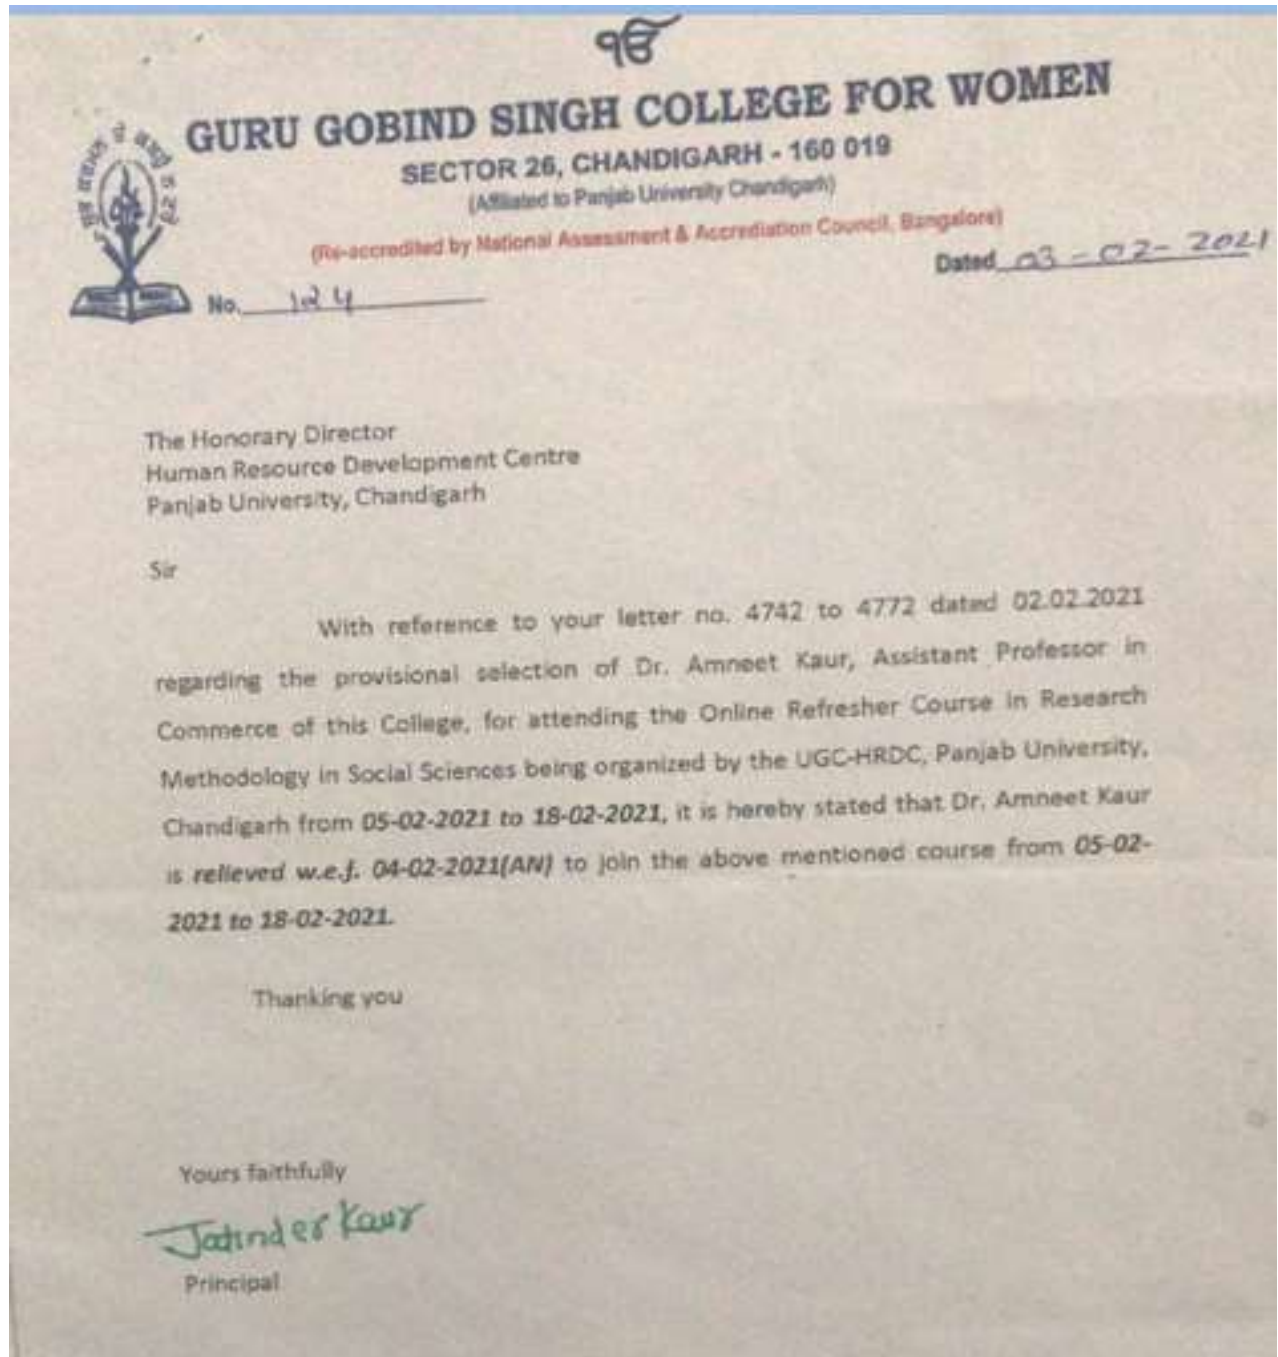 ੴ
GURU GOBIND SINGH COLLEGE FOR WOMEN
SECTOR 26, CHANDIGARH - 160 019
(Affiliated to Panjab University Chandigarh)
(Re-accredited by National Assessment & Accrediation Council, Bangalore)
Dated 03-02-2021
No. 124
The Honorary Director
Human Resource Development Centre
Panjab University, Chandigarh
Sir
With reference to your letter no. 4742 to 4772 dated 02.02.2021
regarding the provisional selection of Dr. Amneet Kaur, Assistant Professor in
Commerce of this College, for attending the Online Refresher Course in Research
Methodology in Social Sciences being organized by the UGC-HRDC, Panjab University,
Chandigarh from 05-02-2021 to 18-02-2021, it is hereby stated that Dr. Amneet Kaur
is relieved w.e.f. 04-02-2021(AN) to join the above mentioned course from 05-02-
2021 to 18-02-2021.
Thanking you
Yours faithfully
Jatinder Kaur
Principal